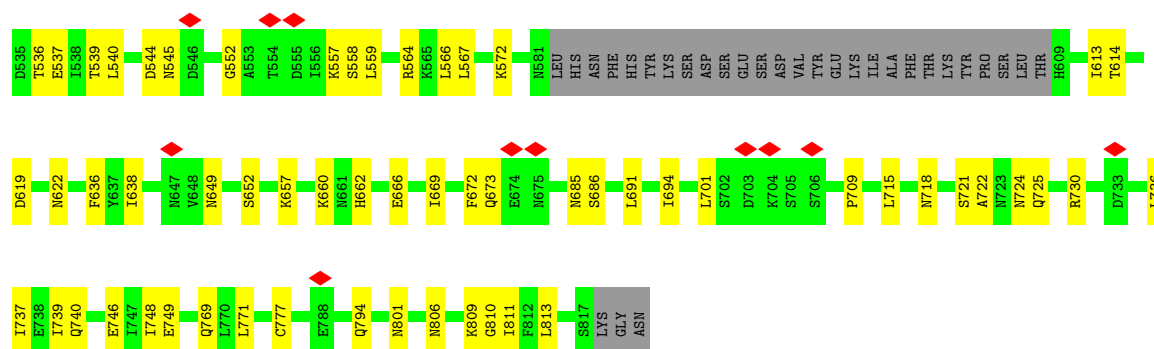 D535 T536 E537 I538 T539 L540 D544 N545 D546 G552 A553 T554 D555 I556 K557 S558 L559 R564 K565 L566 L567 K572 N581 LEU HIS ASN PHE HIS TYR LYS SER ASP SER GLU SER ASP VAL TYR GLU LYS ILE ALA PHE THR LYS TYR PRO SER LEU THR H609 I613 T614
D619 N622 F636 Y637 I638 N647 V648 N649 S652 K657 K660 N661 H662 E666 I669 F672 Q673 E674 N675 N685 S686 L691 I694 L701 S702 D703 K704 S705 S706 P709 L715 N718 S721 A722 N723 N724 Q725 R730 D733
I737 E738 I739 Q740 E746 I747 I748 E749 Q769 L770 L771 C777 E788 Q794 N801 N806 K809 G810 I811 F812 L813 S817 LYS GLY ASN